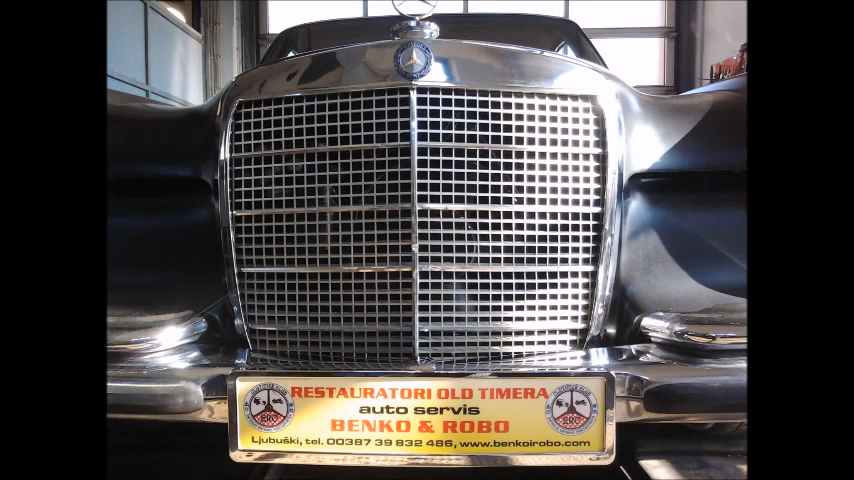 RESTAURATORI OLD TIMERA
auto servis
BENKO & ROBO
Ljubuški, tel. 00387 39 832 486, www.benkoirobo.com